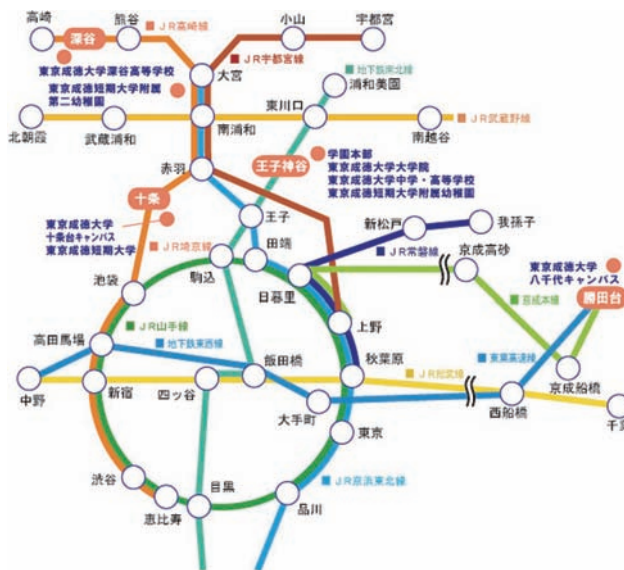 高崎
深谷
熊谷
■JR高崎線
小山
宇都宮
東京成徳大学深谷高等学校
東京成徳短期大学附属
第二幼稚園
大宮
■JR宇都宮線
■地下鉄南北線
浦和美園
東川口
北朝霞
武蔵浦和
南浦和
南越谷
■JR武蔵野線
赤羽
王子神谷
学園本部
東京成徳大学大学院
東京成徳大学中学・高等学校
東京成徳短期大学附属幼稚園
十条
東京成徳大学
十条台キャンパス
東京成徳短期大学
■JR埼京線
王子
田端
駒込
新松戸
我孫子
■JR常磐線
京成高砂
東京成徳大学
八千代キャンパス
勝田台
池袋
日暮里
■京成本線
■JR山手線
上野
高田馬場
■地下鉄東西線
飯田橋
秋葉原
■JR総武線
■東葉高速線
京成船橋
中野
新宿
四ッ谷
大手町
西船橋
千葉
東京
渋谷
恵比寿
目黒
品川
■JR京浜東北線